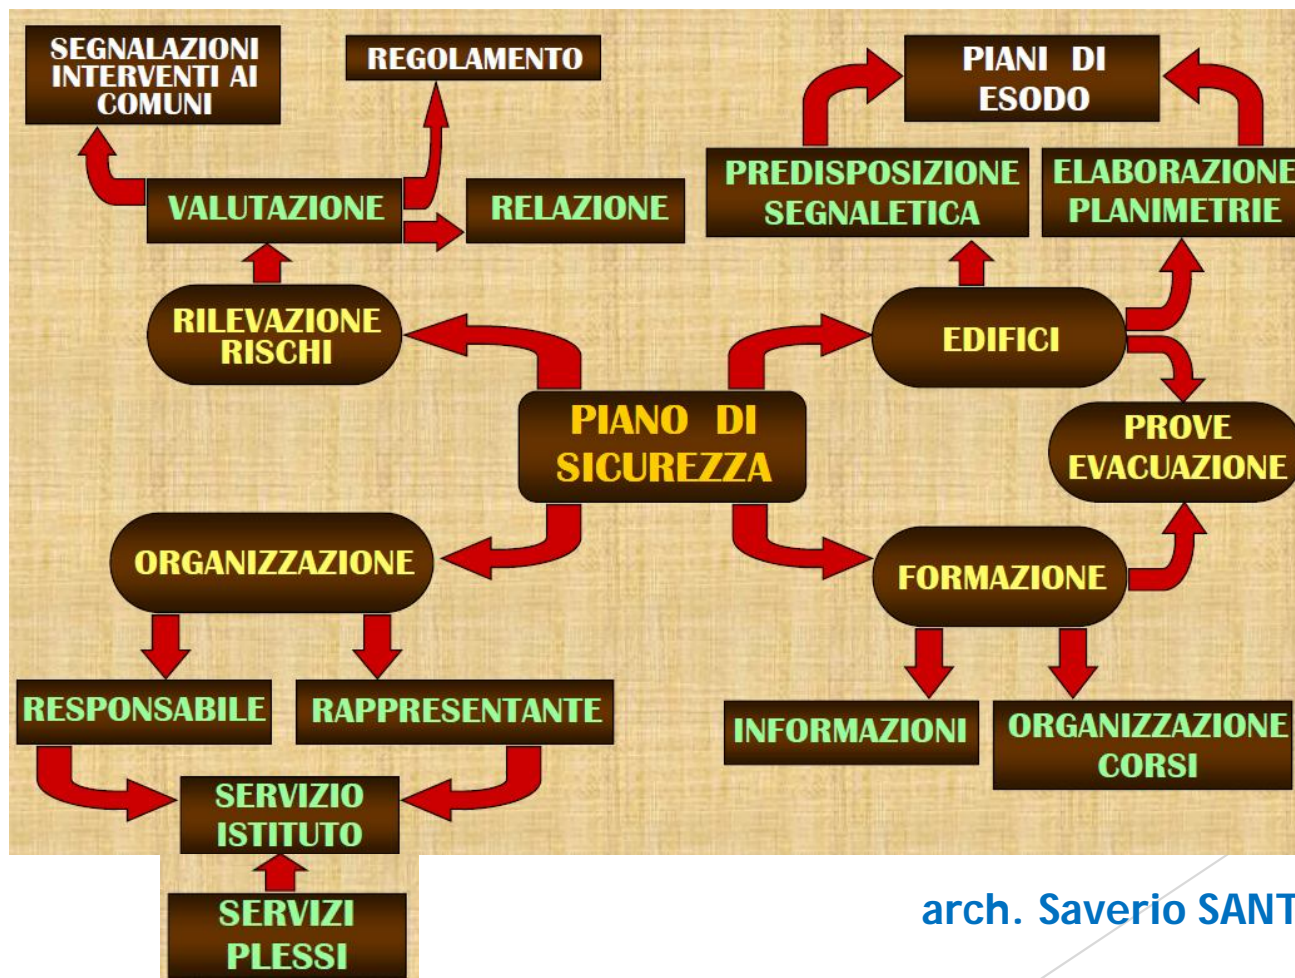 SEGNALAZIONI
INTERVENTI AI
COMUNI
REGOLAMENTO
PIANI DI
ESODO
VALUTAZIONE
RELAZIONE
PREDISPOSIZIONE
SEGNALETICA
ELABORAZIONE
PLANIMETRIE
RILEVAZIONE
RISCHI
EDIFICI
PIANO DI
SICUREZZA
PROVE
EVACUAZIONE
ORGANIZZAZIONE
FORMAZIONE
RESPONSABILE
RAPPRESENTANTE
INFORMAZIONI
ORGANIZZAZIONE
CORSI
SERVIZIO
ISTITUTO
SERVIZI
PLESSI
arch. Saverio SANT